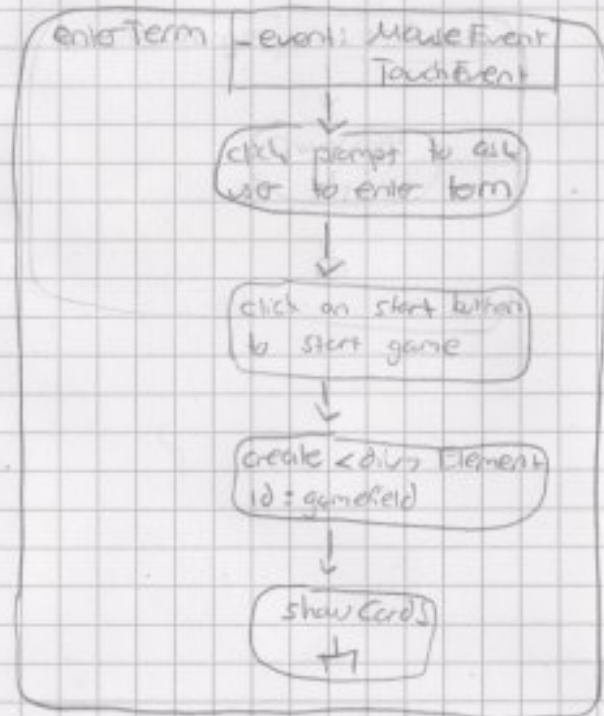 enterTerm - event: MouseEvent
TouchEvent
click prompt to ask
user to enter term
click on start button
to start game
create <div> Element
id = gamefield
showCards